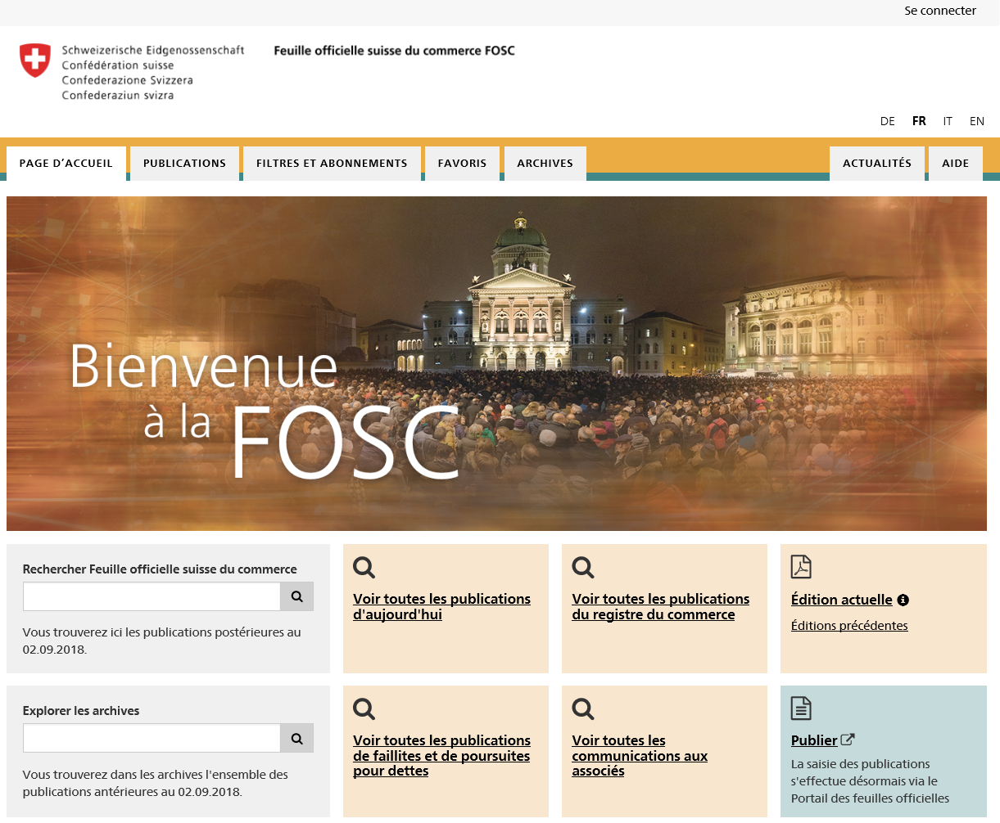 Se connecter
Schweizerische Eidgenossenschaft
Confédération suisse
Confederazione Svizzera
Confederaziun svizra
Feuille officielle suisse du commerce FOSC
DE FR IT EN
PAGE D’ACCUEIL PUBLICATIONS FILTRES ET ABONNEMENTS FAVORIS ARCHIVES ACTUALITÉS AIDE
Bienvenue
à la FOSC
Rechercher Feuille officielle suisse du commerce
Vous trouverez ici les publications postérieures au
02.09.2018.
Voir toutes les publications
d'aujourd'hui
Voir toutes les publications
du registre du commerce
Édition actuelle
Éditions précédentes
Explorer les archives
Vous trouverez dans les archives l'ensemble des
publications antérieures au 02.09.2018.
Voir toutes les publications
de faillites et de poursuites
pour dettes
Voir toutes les
communications aux
associés
Publier
La saisie des publications
s'effectue désormais via le
Portail des feuilles officielles